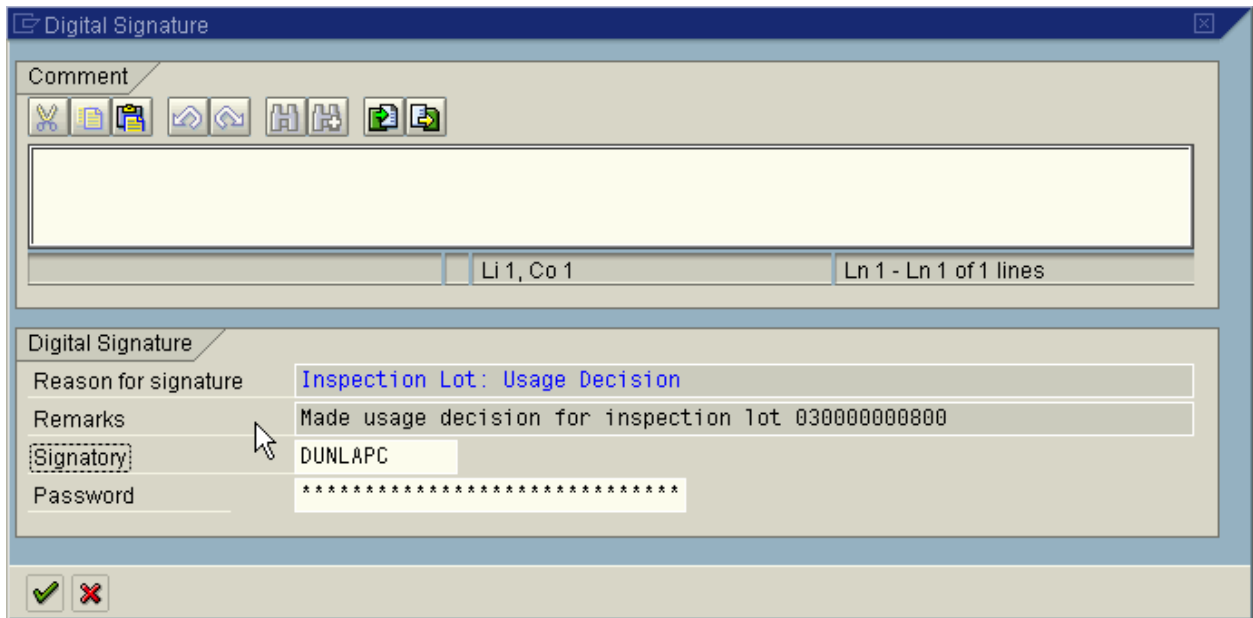 Digital Signature
Comment
Li 1, Co 1 Ln 1 - Ln 1 of 1 lines
Digital Signature
Reason for signature Inspection Lot: Usage Decision
Remarks Made usage decision for inspection lot 030000000800
Signatory DUNLAPC
Password *******************************